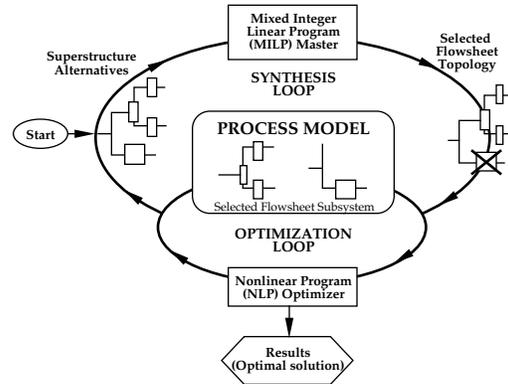 Mixed Integer
Linear Program
(MILP) Master
Superstructure
Alternatives
Selected
Flowsheet
Topology
SYNTHESIS
LOOP
Start
PROCESS MODEL
Selected Flowsheet Subsystem
OPTIMIZATION
LOOP
Nonlinear Program
(NLP) Optimizer
Results
(Optimal solution)